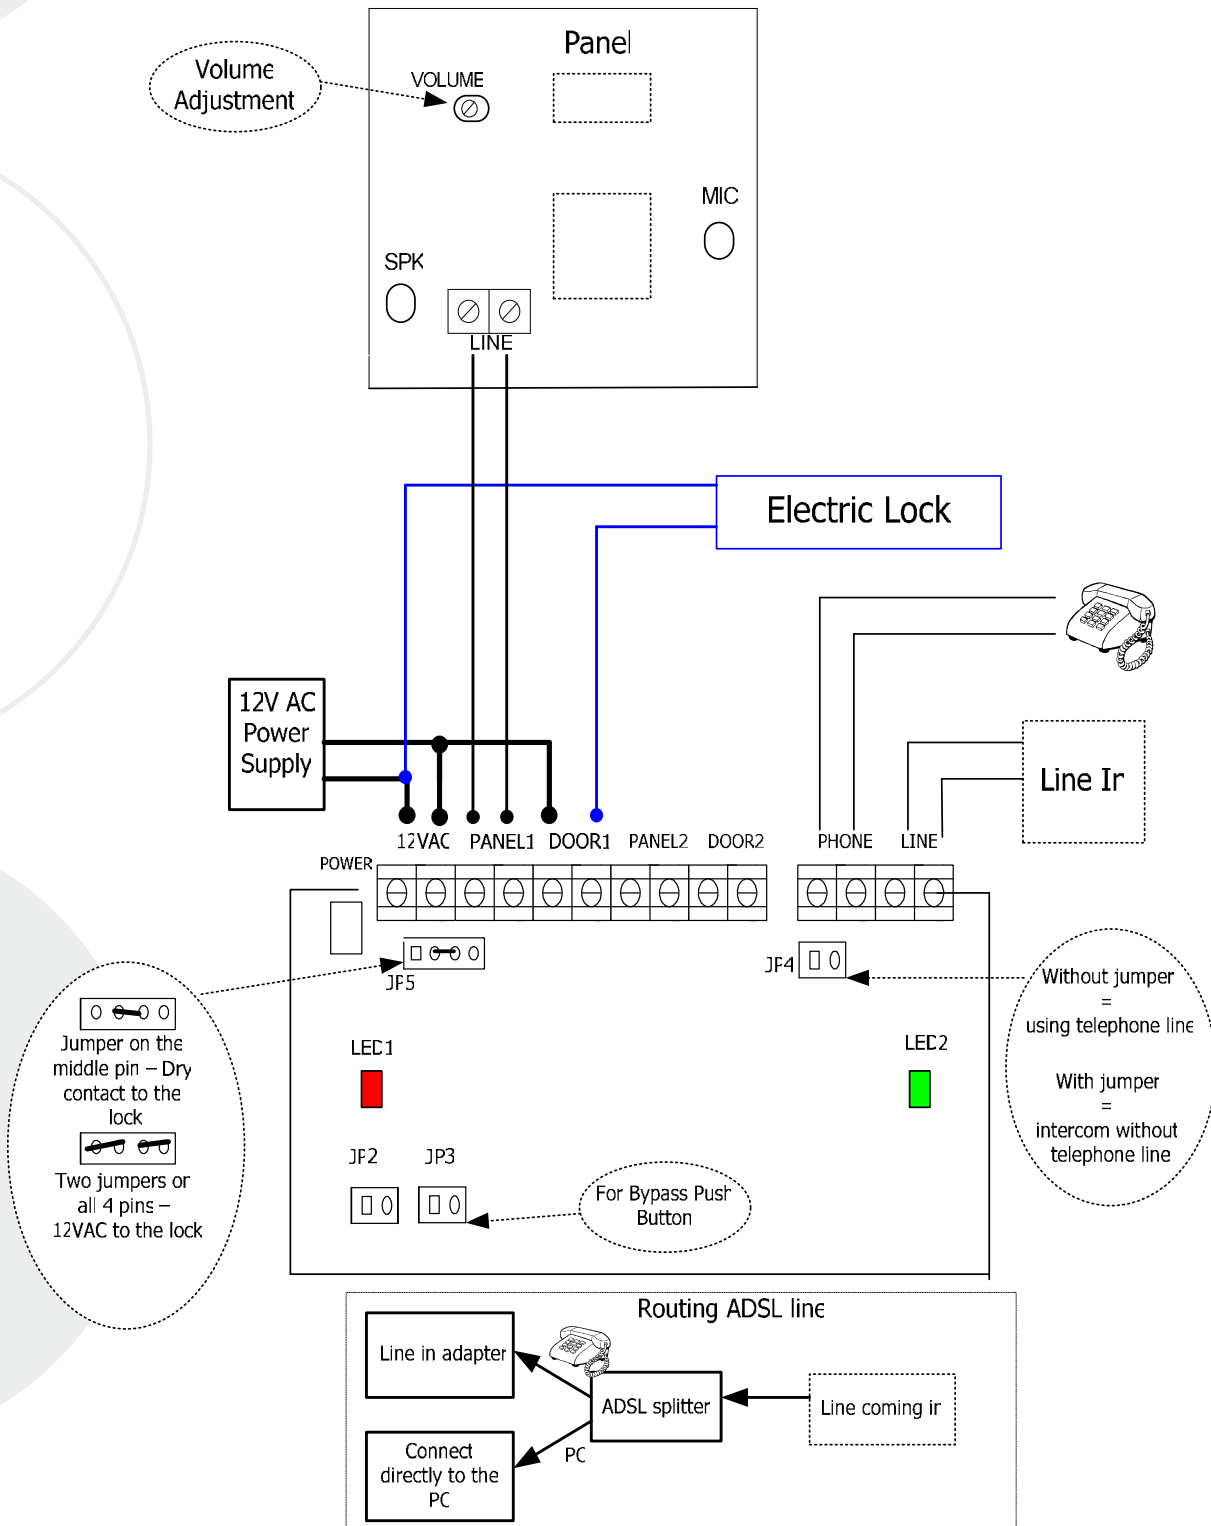 Panel
Volume
Adjustment
VOLUME
MIC
SPK
LINE
Electric Lock
12V AC
Power
Supply
Line In
12VAC PANEL1 DOOR1 PANEL2 DOOR2 PHONE LINE
POWER
JP5
JP4
Without jumper
=
using telephone line
With jumper
=
intercom without
telephone line
Jumper on the
middle pin – Dry
contact to the
lock
Two jumpers on
all 4 pins –
12VAC to the lock
LED1
LED2
JP2 JP3
For Bypass Push
Button
Routing ADSL line
Line in adapter
ADSL splitter
Line coming in
PC
Connect
directly to the
PC